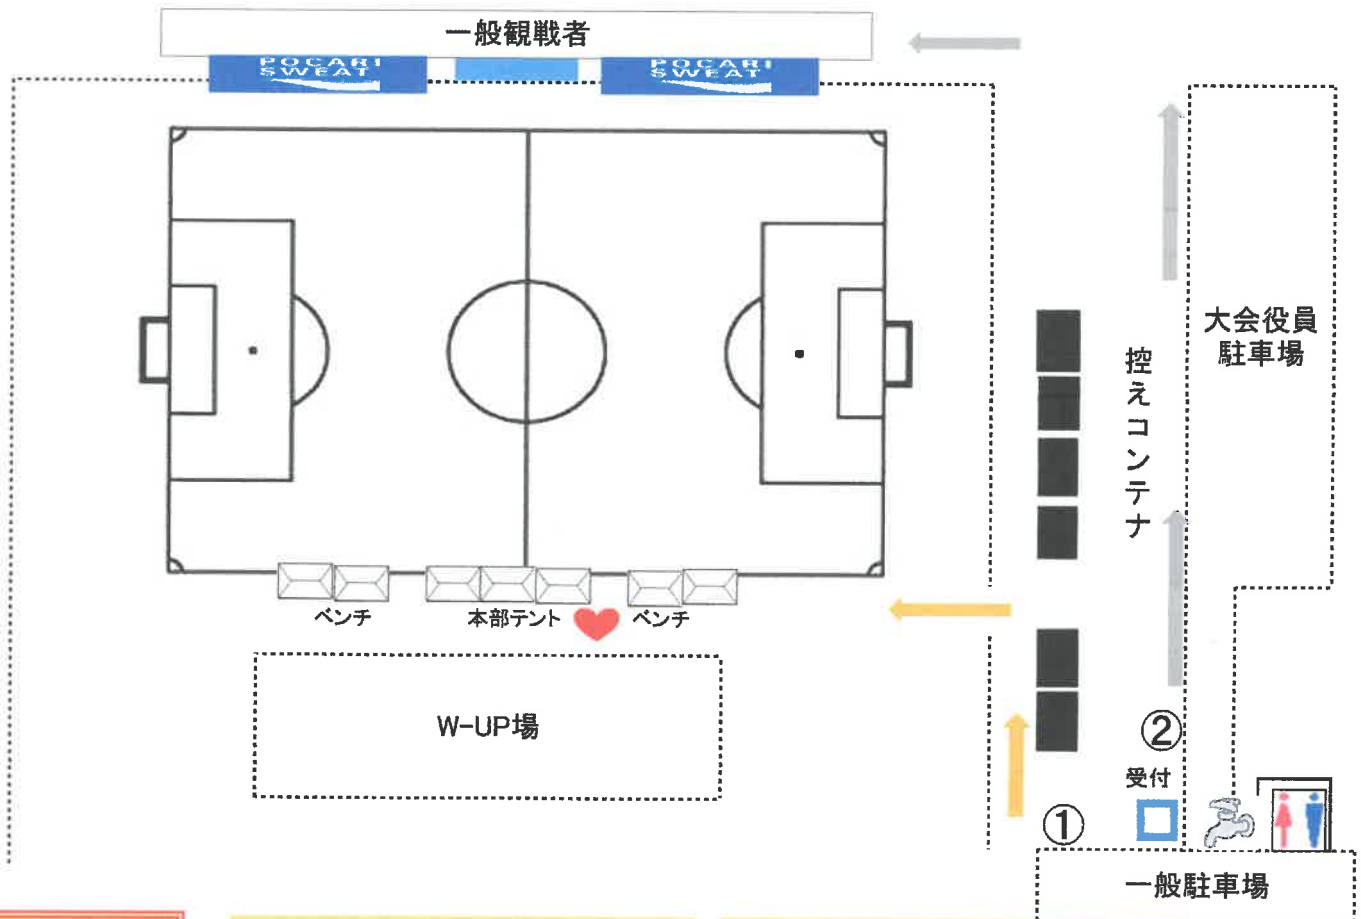 一般観戦者
POCARI
SWEAT
POCARI
SWEAT
大会役員
駐車場
控えコンテナ
ベンチ
本部テント
ベンチ
W-UP場
②
受付
①
一般駐車場